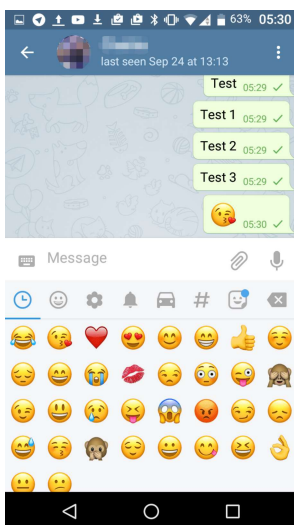 63% 05:30
last seen Sep 24 at 13:13
Test 05:29
Test 1 05:29
Test 2 05:29
Test 3 05:29
05:30
Message
#